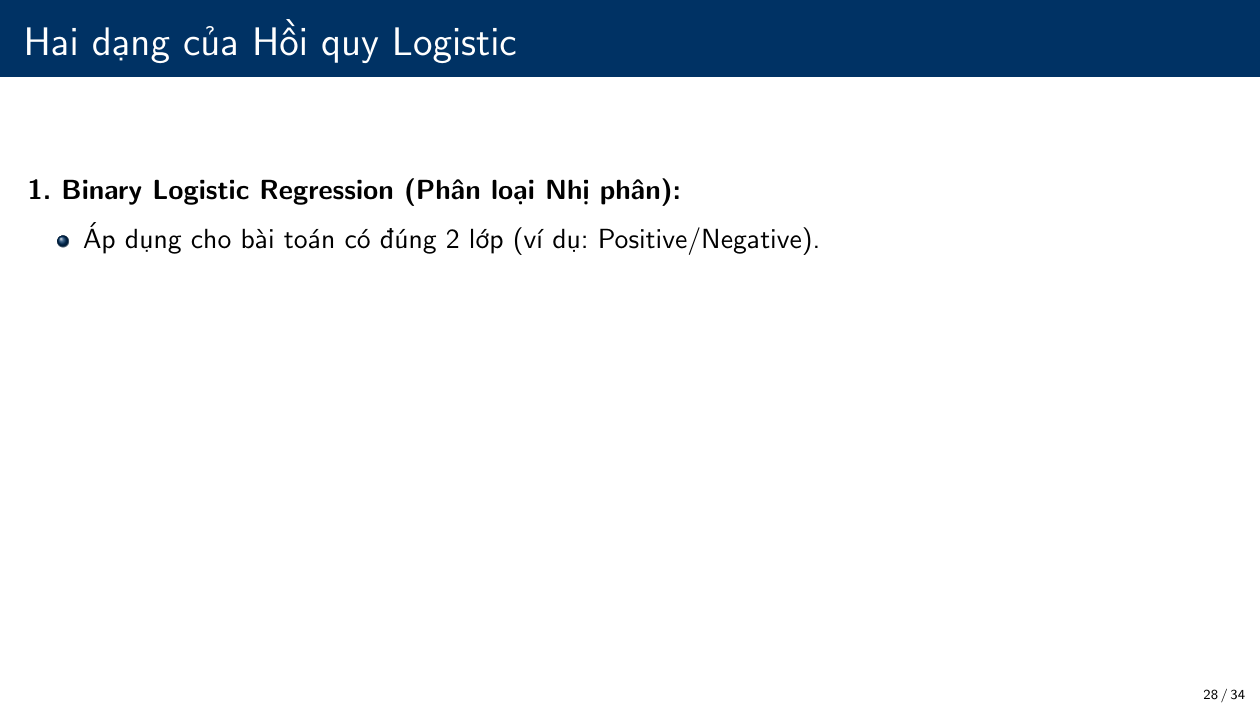 Hai dạng của Hồi quy Logistic
1. Binary Logistic Regression (Phân loại Nhị phân):
Áp dụng cho bài toán có đúng 2 lớp (ví dụ: Positive/Negative).
28 / 34